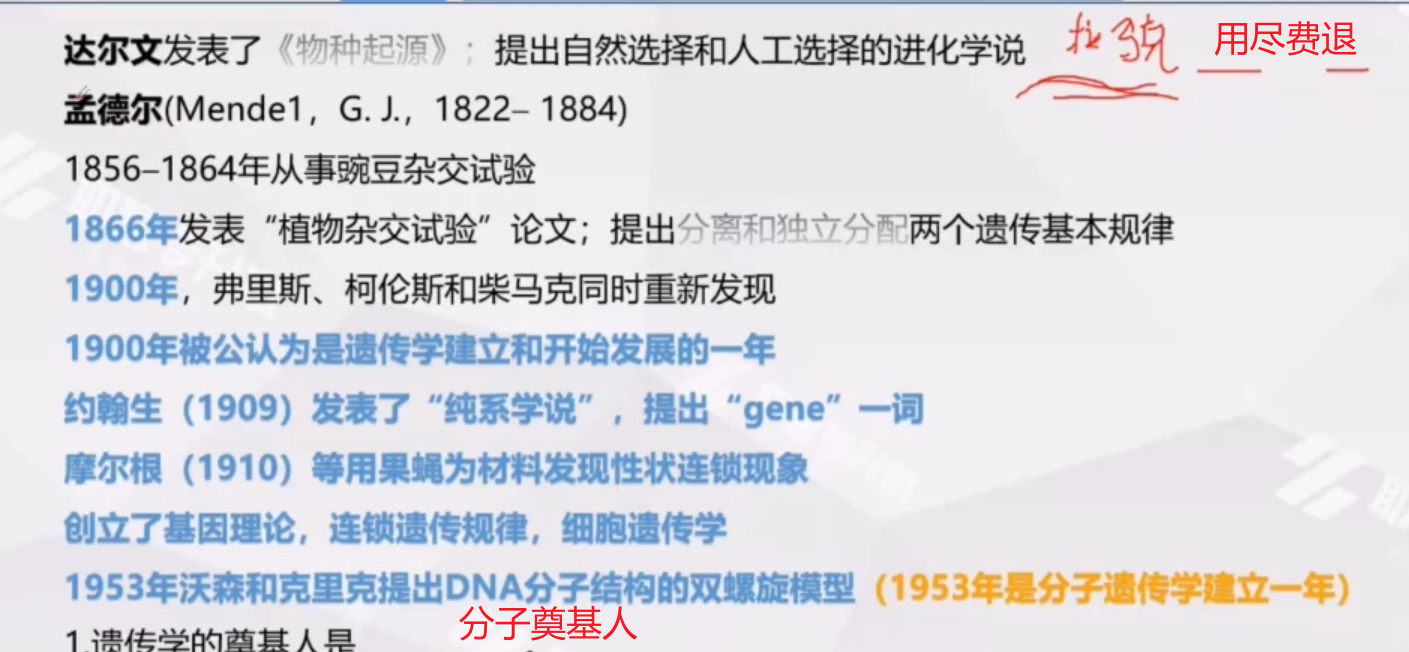 达尔文发表了《物种起源》；提出自然选择和人工选择的进化学说 拉马克 用尽费退
孟德尔(Mende1，G. J.，1822– 1884)
1856–1864年从事豌豆杂交试验
1866年发表“植物杂交试验”论文；提出分离和独立分配两个遗传基本规律
1900年，弗里斯、柯伦斯和柴马克同时重新发现
1900年被公认为是遗传学建立和开始发展的一年
约翰生（1909）发表了“纯系学说”，提出“gene”一词
摩尔根（1910）等用果蝇为材料发现性状连锁现象
创立了基因理论，连锁遗传规律，细胞遗传学
1953年沃森和克里克提出DNA分子结构的双螺旋模型（1953年是分子遗传学建立一年）
分子奠基人
1.遗传学的奠基人是